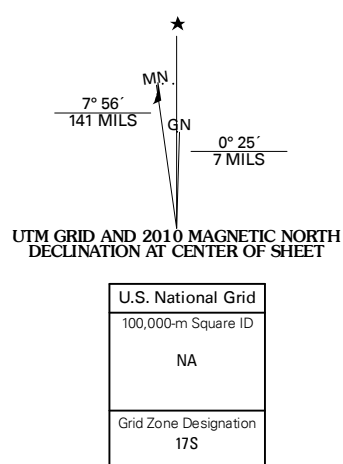 MN
7° 56´
141 MILS
GN
0° 25´
7 MILS
UTM GRID AND 2010 MAGNETIC NORTH
DECLINATION AT CENTER OF SHEET
U.S. National Grid
100,000-m Square ID
NA
Grid Zone Designation
17S